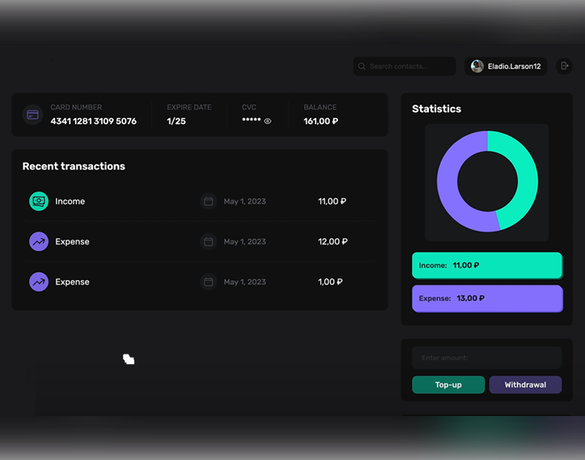 Search contacts...
Eladio.Larson12
CARD NUMBER
4341 1281 3109 5076
EXPIRE DATE
1/25
CVC
*****
BALANCE
161,00 ₽
Recent transactions
Income
May 1, 2023
11,00 ₽
Expense
May 1, 2023
12,00 ₽
Expense
May 1, 2023
1,00 ₽
Statistics
Income: 11,00 ₽
Expense: 13,00 ₽
Enter amount
Top-up
Withdrawal